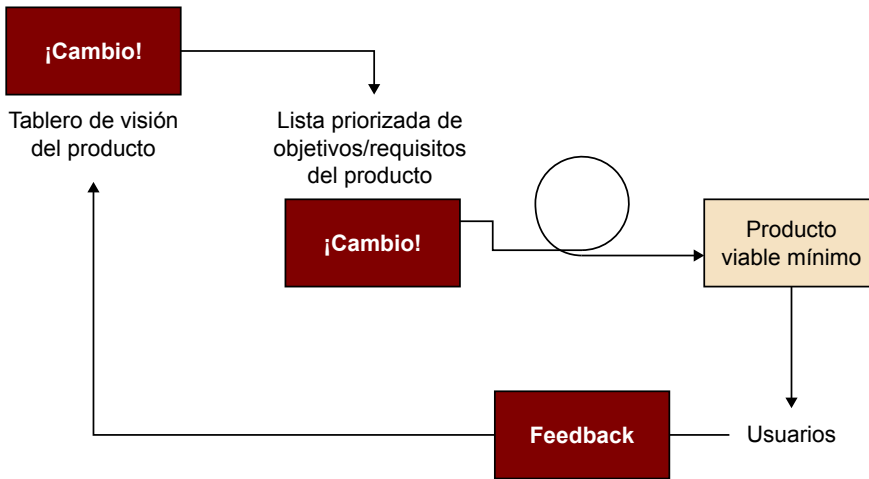 ¡Cambio!
Tablero de visión
del producto
Lista priorizada de
objetivos/requisitos
del producto
¡Cambio!
Producto
viable mínimo
Feedback
Usuarios